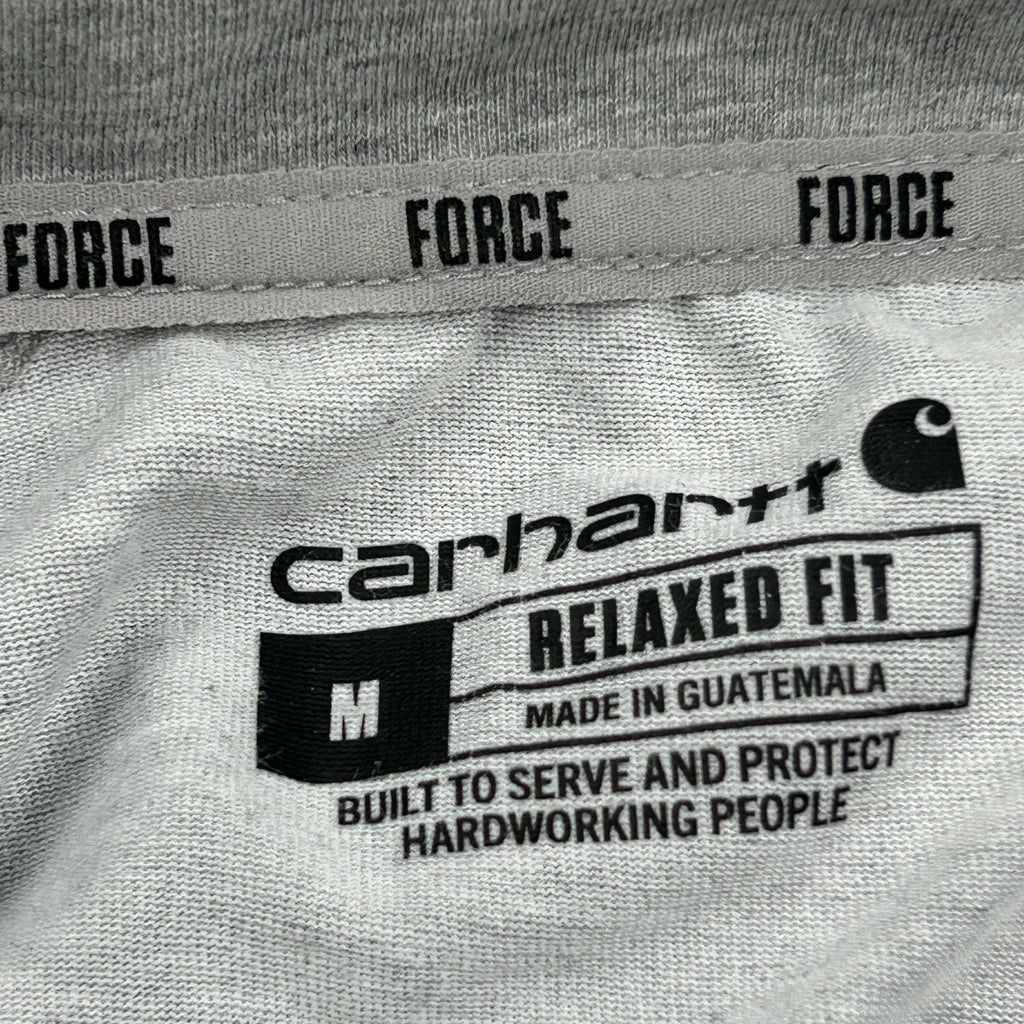 FORCE FORCE FORCE
carhartt
RELAXED FIT
M
MADE IN GUATEMALA
BUILT TO SERVE AND PROTECT
HARDWORKING PEOPLE